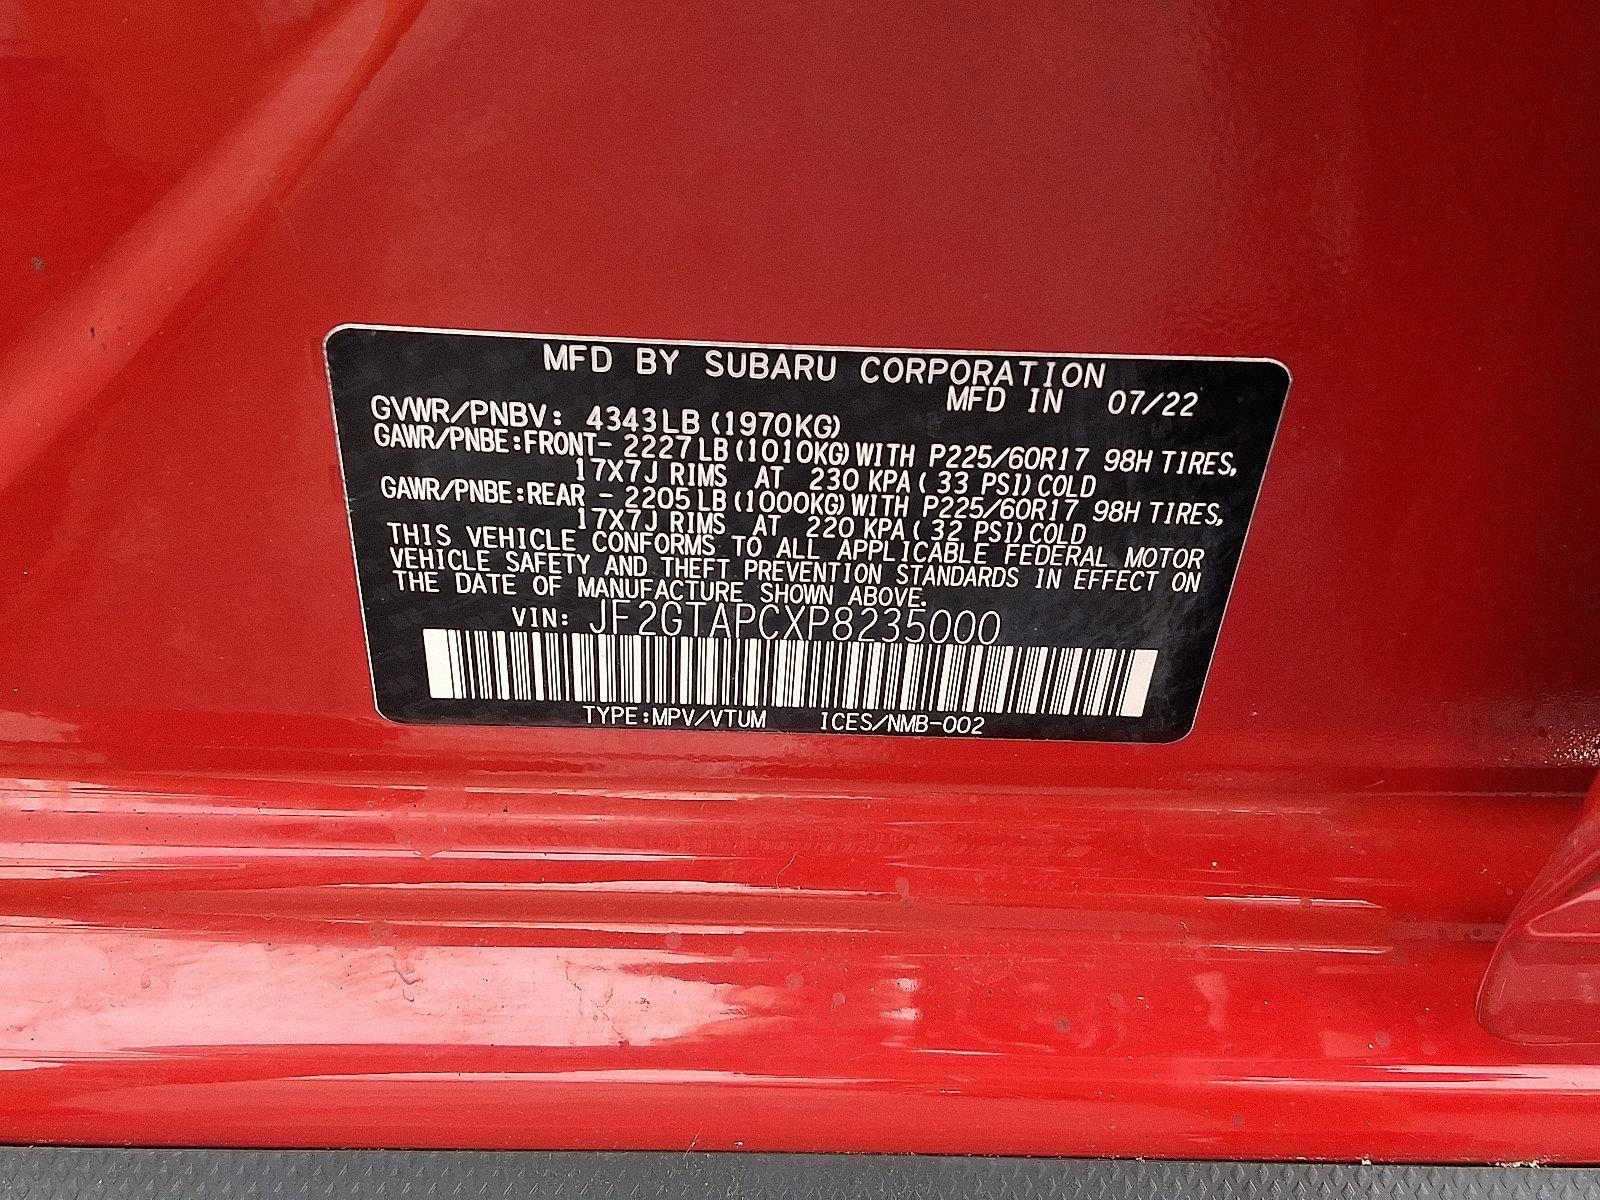 MFD BY SUBARU CORPORATION
MFD IN 07/22
GVWR/PNBV: 4343LB (1970KG)
GAWR/PNBE:FRONT- 2227LB (1010KG) WITH P225/60R17 98H TIRES,
17X7J RIMS AT 230 KPA ( 33 PSI) COLD
GAWR/PNBE:REAR - 2205LB (1000KG) WITH P225/60R17 98H TIRES,
17X7J RIMS AT 220 KPA ( 32 PSI) COLD
THIS VEHICLE CONFORMS TO ALL APPLICABLE FEDERAL MOTOR
VEHICLE SAFETY AND THEFT PREVENTION STANDARDS IN EFFECT ON
THE DATE OF MANUFACTURE SHOWN ABOVE.
VIN: JF2GTAPCXP8235000
TYPE:MPV/VTUM ICES/NMB-002